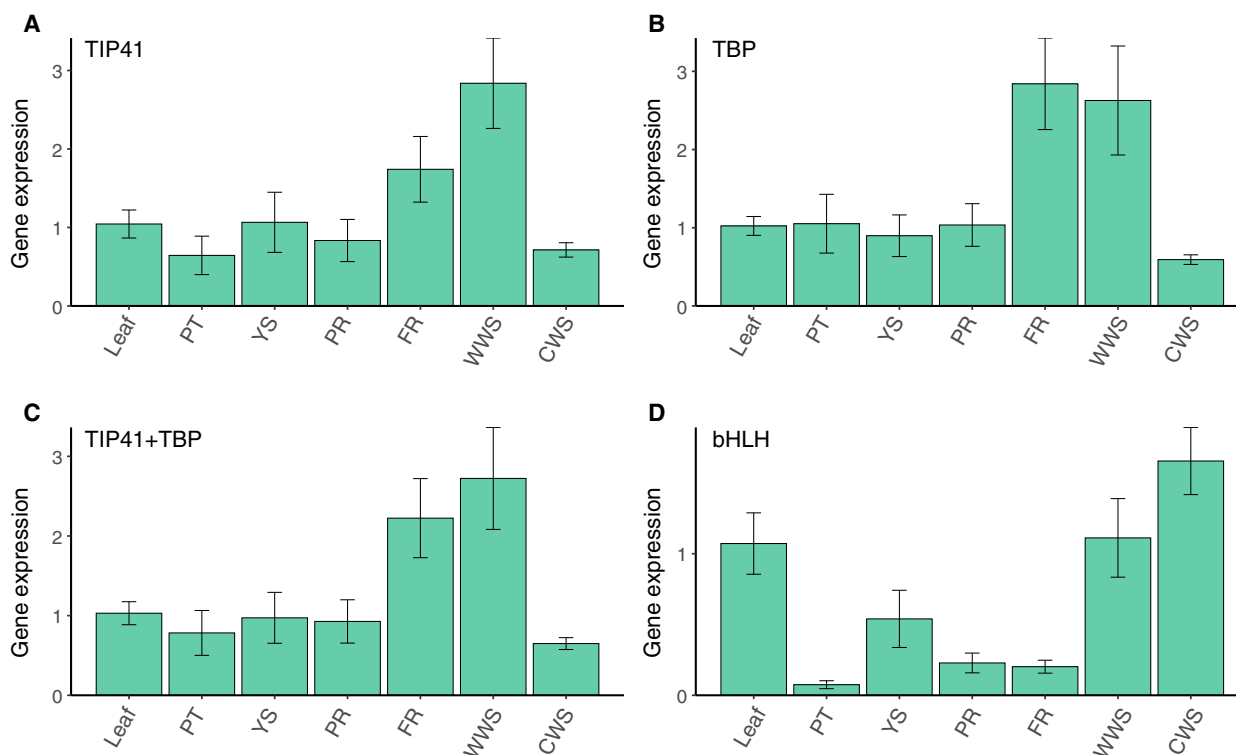 A
TIP41
Gene expression
3
2
1
0
Leaf
PT
YS
PR
FR
WWS
CWS
B
TBP
Gene expression
3
2
1
0
Leaf
PT
YS
PR
FR
WWS
CWS
C
TIP41+TBP
Gene expression
3
2
1
0
Leaf
PT
YS
PR
FR
WWS
CWS
D
bHLH
Gene expression
1
0
Leaf
PT
YS
PR
FR
WWS
CWS